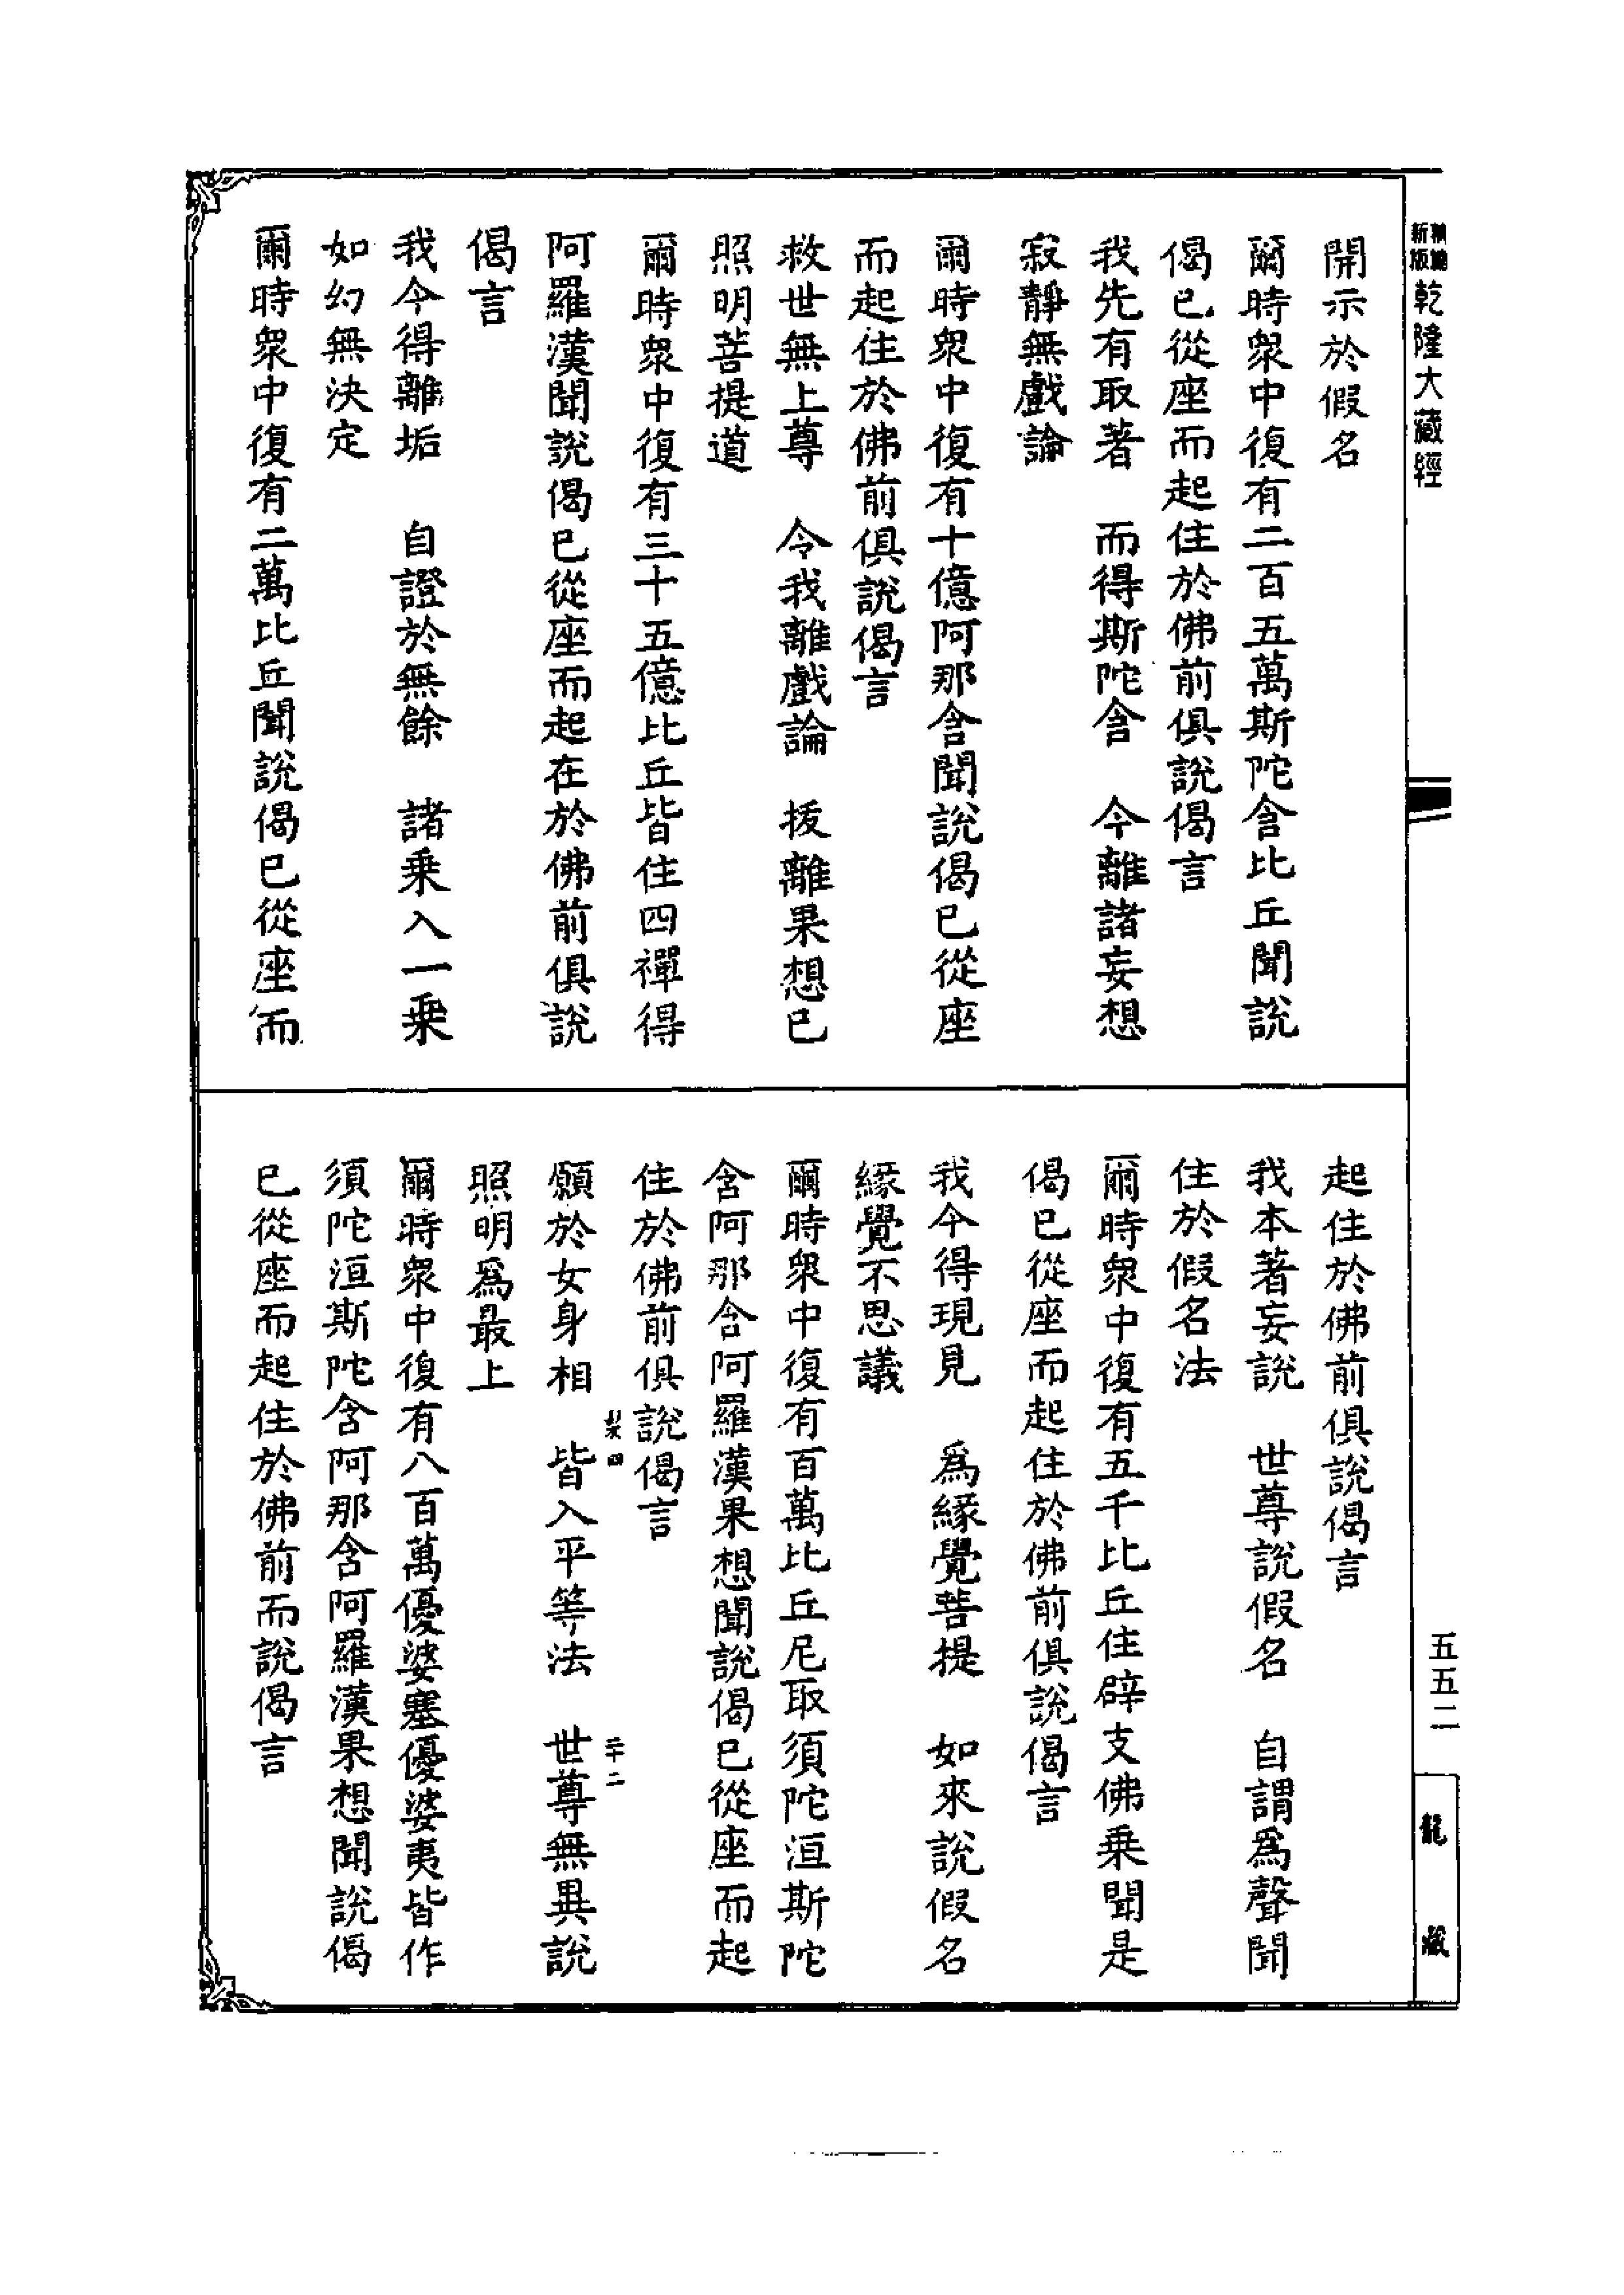 新版
精編
乾隆大藏經
開示於假名
爾時衆中復有二百五萬斯陀含比丘聞說
偈已從座而起住於佛前俱說偈言
我先有取著　而得斯陀含　今離諸妄想
寂靜無戲論
爾時衆中復有十億阿那含聞說偈已從座
而起住於佛前俱說偈言
救世無上尊　令我離戲論　拔離果想已
照明菩提道
爾時衆中復有三十五億比丘皆住四禪得
阿羅漢聞說偈已從座而起在於佛前俱說
偈言
我今得離垢　自證於無餘　諸乗入一乗
如幻無決定
爾時衆中復有二萬比丘聞說偈已從座而
起住於佛前俱說偈言
我本著妄說　世尊說假名　自謂爲聲聞
住於假名法
爾時衆中復有五千比丘住辟支佛乗聞是
偈已從座而起住於佛前俱說偈言
我今得現見　爲緣覺菩提　如來說假名
緣覺不思議
爾時衆中復有百萬比丘尼取須陀洹斯陀
含阿那含阿羅漢果想聞說偈已從座而起
住於佛前俱說偈言
四
二十二
願於女身相　皆入平等法　世尊無異說
照明爲最上
爾時衆中復有八百萬優婆塞優婆夷皆作
須陀洹斯陀含阿那含阿羅漢果想聞說偈
已從座而起住於佛前而說偈言
五五二
龍藏